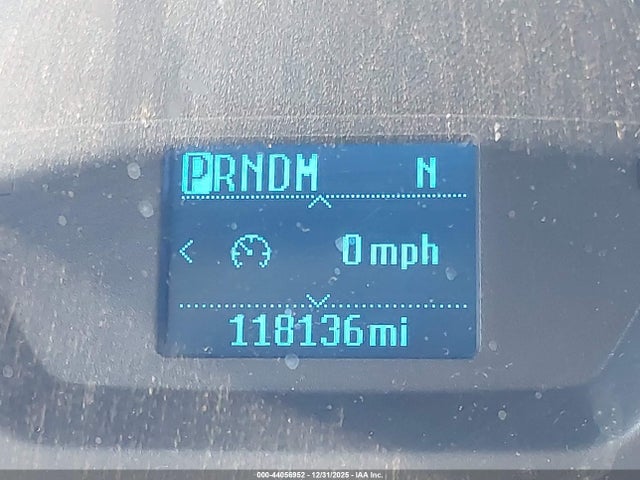 PRNDM N
0mph
118136mi
000-44056952 - 12/31/2025 - IAA Inc.